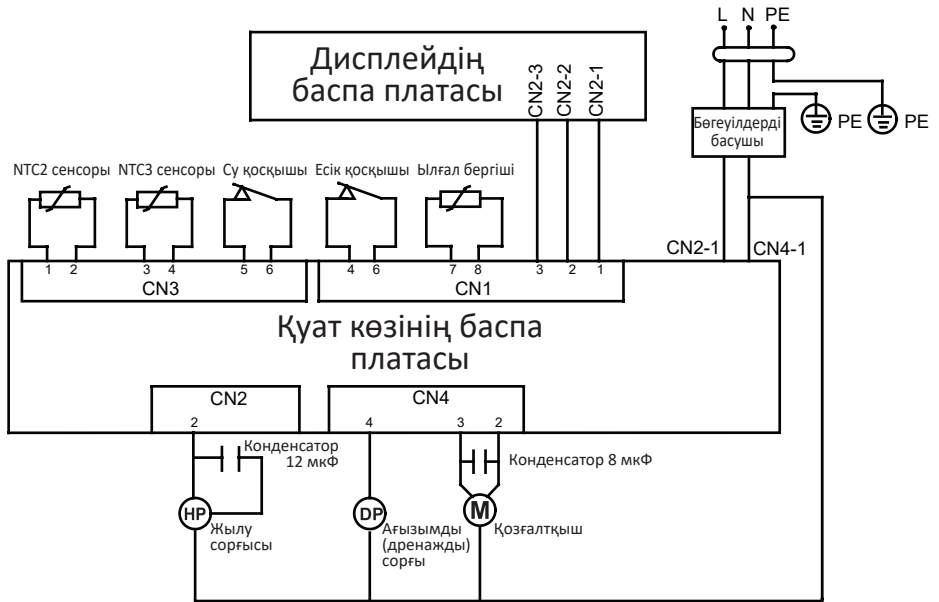 L N PE
Дисплейдің
баспа платасы
CN2-3
CN2-2
CN2-1
Бөгеуілдерді
басушы
PE
PE
NTC2 сенсоры
NTC3 сенсоры
Су қосқышы
Есік қосқышы
Ылғал бергіші
CN2-1
CN4-1
1 2 3 4 5 6 4 6 7 8 3 2 1
CN3
CN1
Қуат көзінің баспа
платасы
CN2
CN4
2 4 3 2
Конденсатор
12 мкФ
Конденсатор 8 мкФ
HP
Жылу
сорғысы
DP
Ағызымды
(дренажды)
сорғы
M
Қозғалтқыш